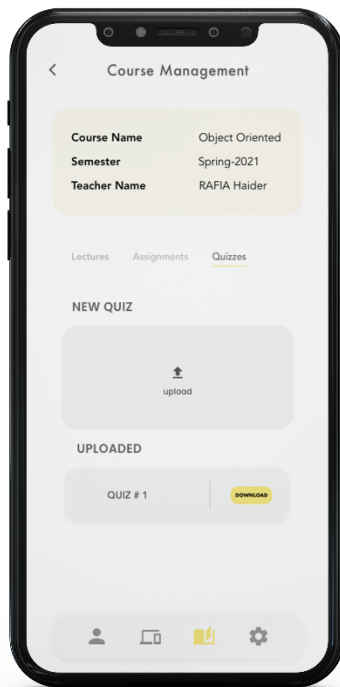 Course Management
Course Name Object Oriented
Semester Spring-2021
Teacher Name RAFIA Haider
Lectures Assignments Quizzes
NEW QUIZ
upload
UPLOADED
QUIZ # 1 DOWNLOAD